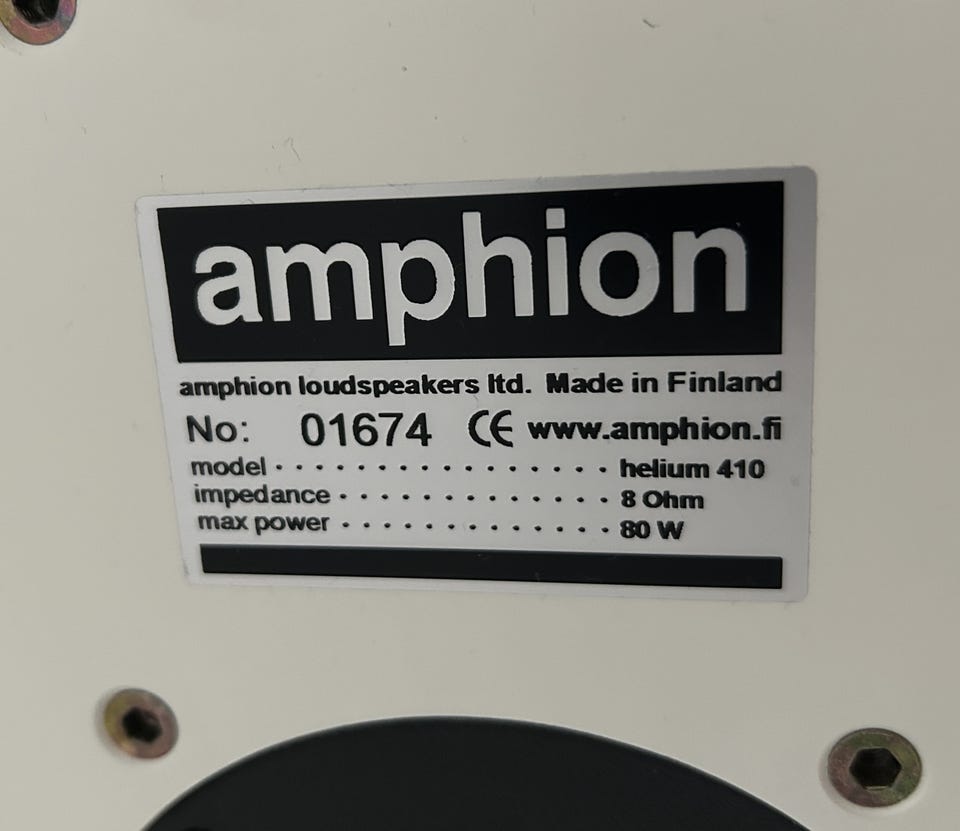 amphion
amphion loudspeakers ltd. Made in Finland
No: 01674 CE www.amphion.fi
model . . . . . . . . . . . . . . . . . helium 410
impedance . . . . . . . . . . . . . 8 Ohm
max power . . . . . . . . . . . . . 80 W